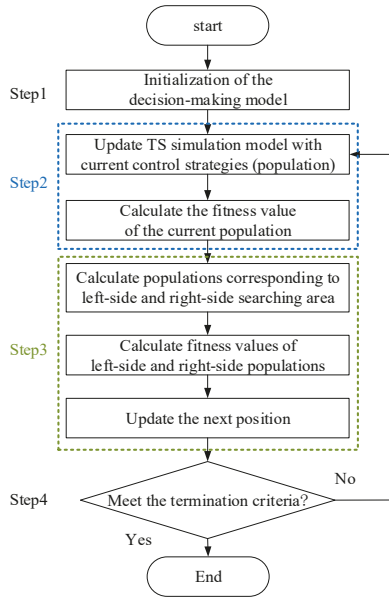 start
Step1
Initialization of the
decision-making model
Update TS simulation model with
current control strategies (population)
Step2
Calculate the fitness value
of the current population
Calculate populations corresponding to
left-side and right-side searching area
Step3
Calculate fitness values of
left-side and right-side populations
Update the next position
Step4
Meet the termination criteria?
No
Yes
End